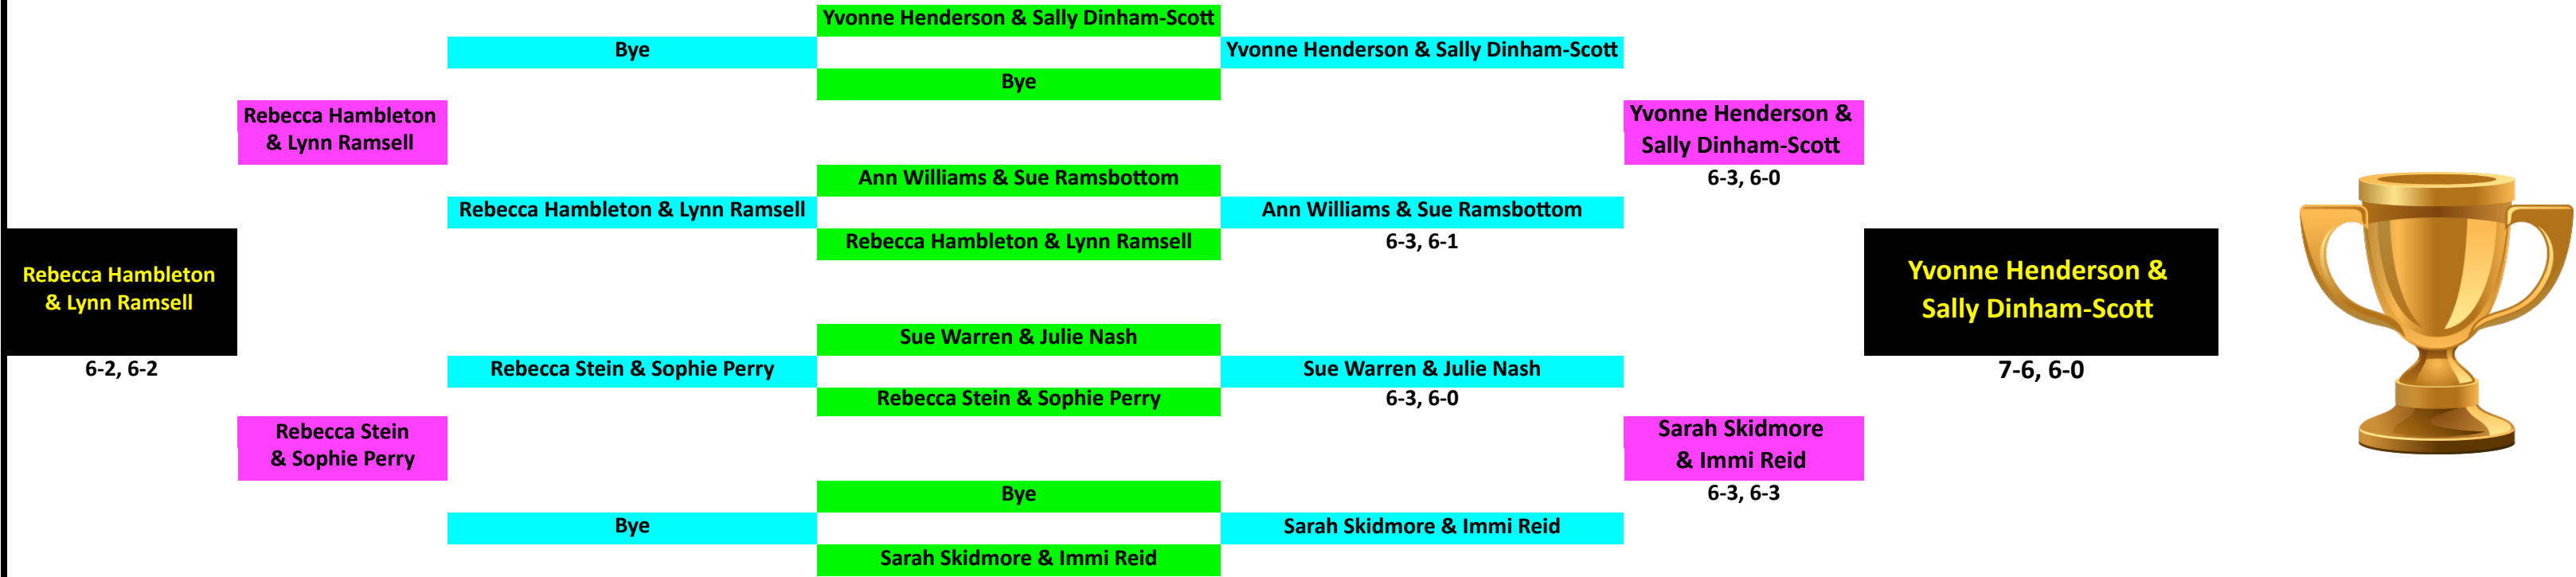 Yvonne Henderson & Sally Dinham-Scott
Bye
Yvonne Henderson & Sally Dinham-Scott
Bye
Rebecca Hambleton
& Lynn Ramsell
Yvonne Henderson &
Sally Dinham-Scott
Ann Williams & Sue Ramsbottom
6-3, 6-0
Rebecca Hambleton & Lynn Ramsell
Ann Williams & Sue Ramsbottom
Rebecca Hambleton & Lynn Ramsell
6-3, 6-1
Rebecca Hambleton
& Lynn Ramsell
Yvonne Henderson &
Sally Dinham-Scott
Sue Warren & Julie Nash
6-2, 6-2
Rebecca Stein & Sophie Perry
Sue Warren & Julie Nash
7-6, 6-0
Rebecca Stein & Sophie Perry
6-3, 6-0
Rebecca Stein
& Sophie Perry
Sarah Skidmore
& Immi Reid
Bye
6-3, 6-3
Bye
Sarah Skidmore & Immi Reid
Sarah Skidmore & Immi Reid